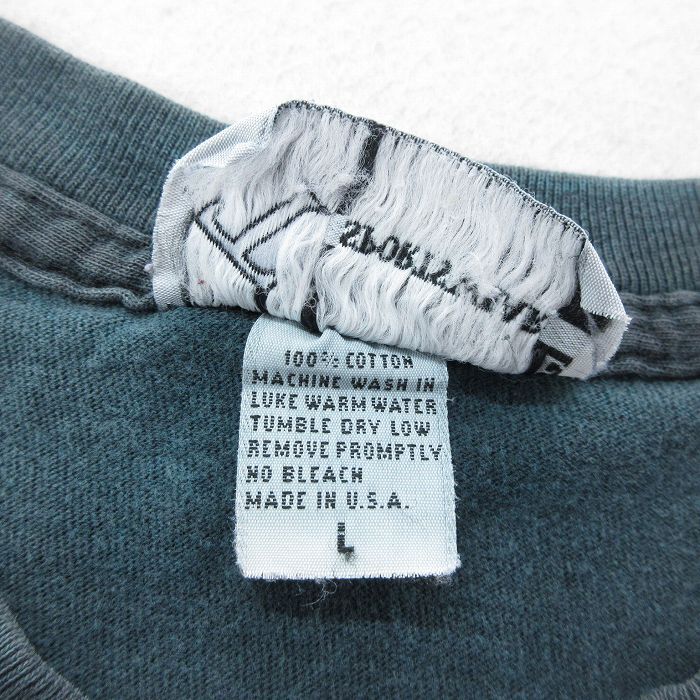 100% COTTON
MACHINE WASH IN
LUKE WARM WATER
TUMBLE DRY LOW
REMOVE PROMPTLY
NO BLEACH
MADE IN U.S.A.
L